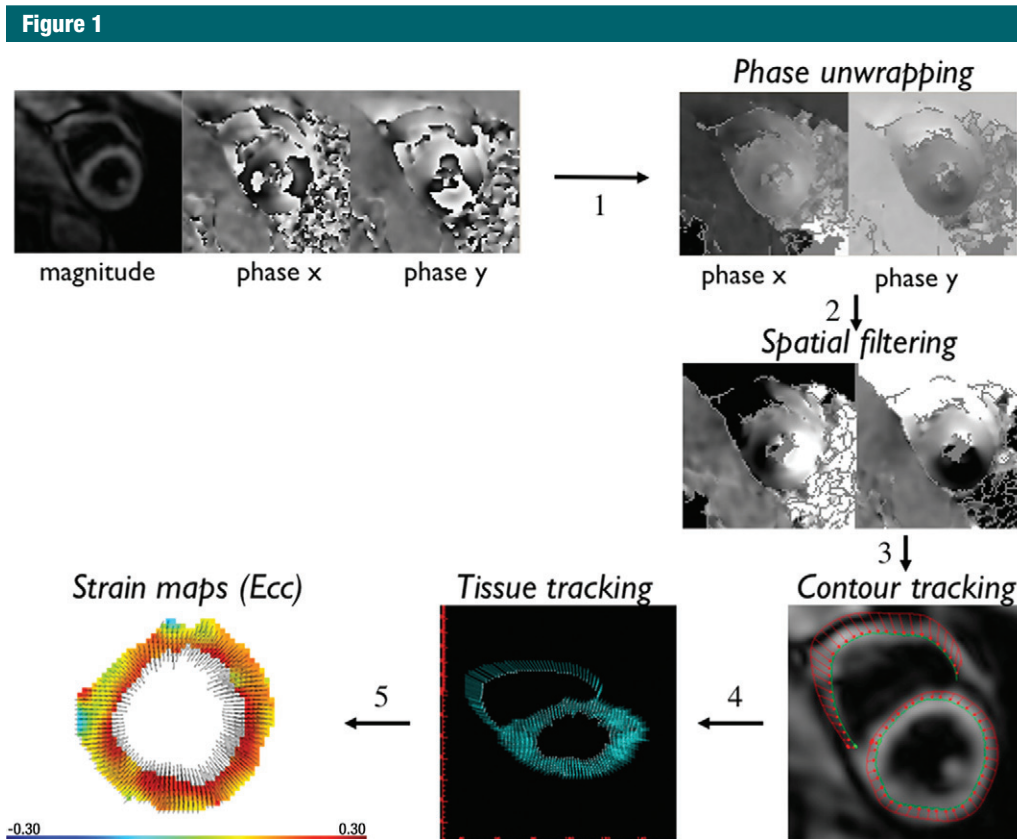 Figure 1
Phase unwrapping
1
magnitude phase x phase y
phase x phase y
2
Spatial filtering
3
Strain maps (Ecc) Tissue tracking Contour tracking
5 4
-0.30 0.30